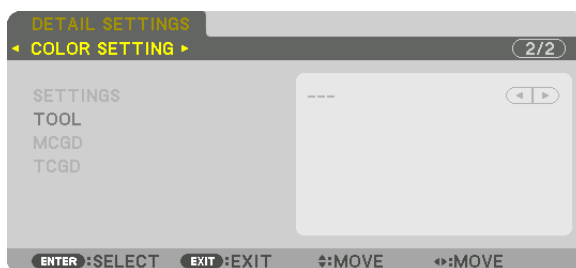 DETAIL SETTINGS
COLOR SETTING
2/2
SETTINGS ---
TOOL
MCGD
TCGD
ENTER:SELECT EXIT:EXIT :MOVE :MOVE